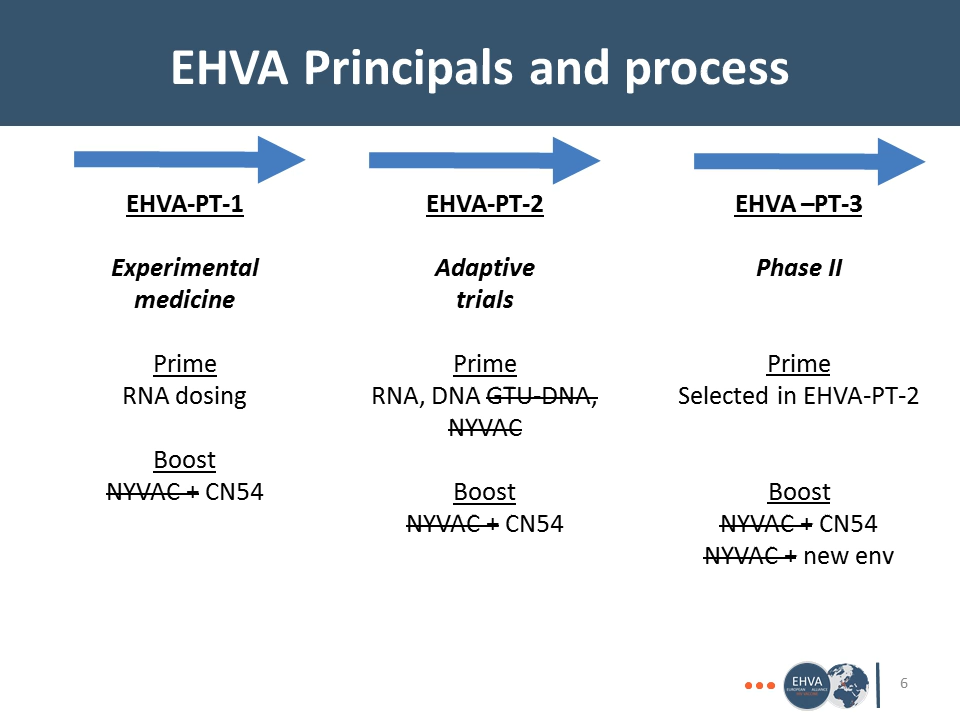 EHVA Principals and process
EHVA-PT-1
Experimental
medicine
Prime
RNA dosing
Boost
NYVAC + CN54
EHVA-PT-2
Adaptive
trials
Prime
RNA, DNA GTU-DNA,
NYVAC
Boost
NYVAC + CN54
EHVA –PT-3
Phase II
Prime
Selected in EHVA-PT-2
Boost
NYVAC + CN54
NYVAC + new env
EHVA
EUROPEAN ALLIANCE
6